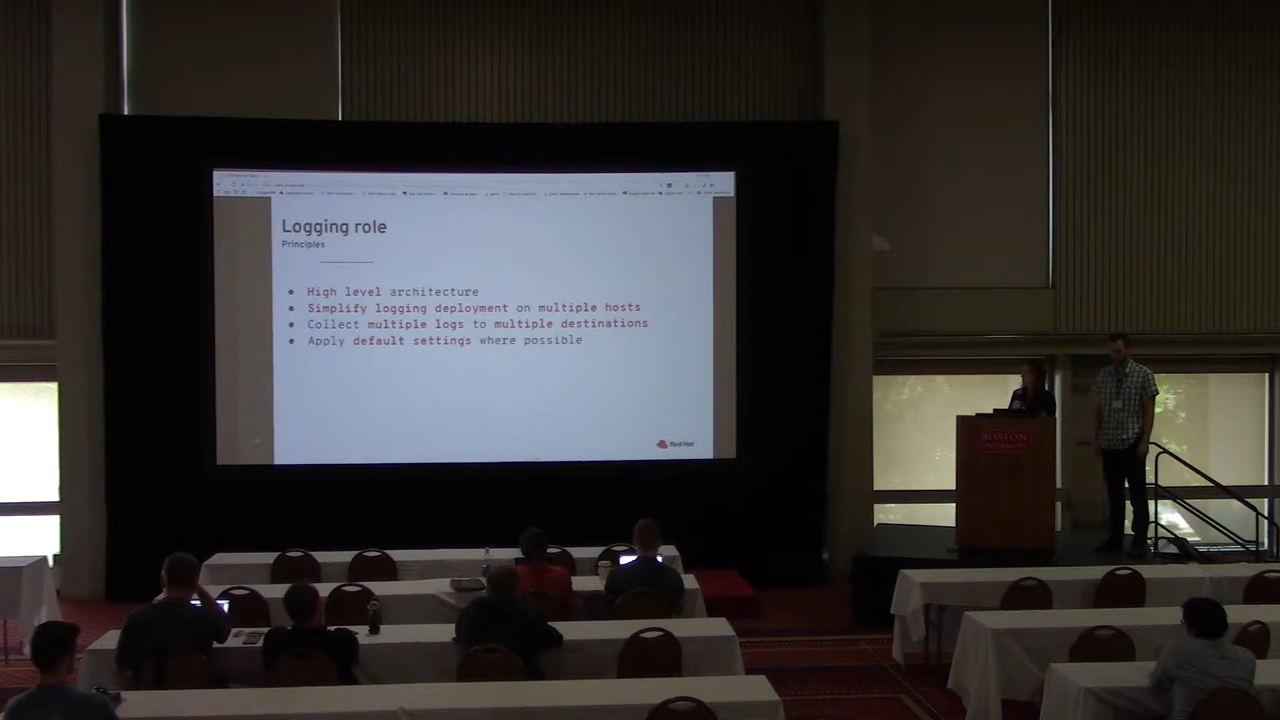 Logging role
Principles
● High level architecture
● Simplify logging deployment on multiple hosts
● Collect multiple logs to multiple destinations
● Apply default settings where possible
Red Hat
BOSTON
UNIVERSITY